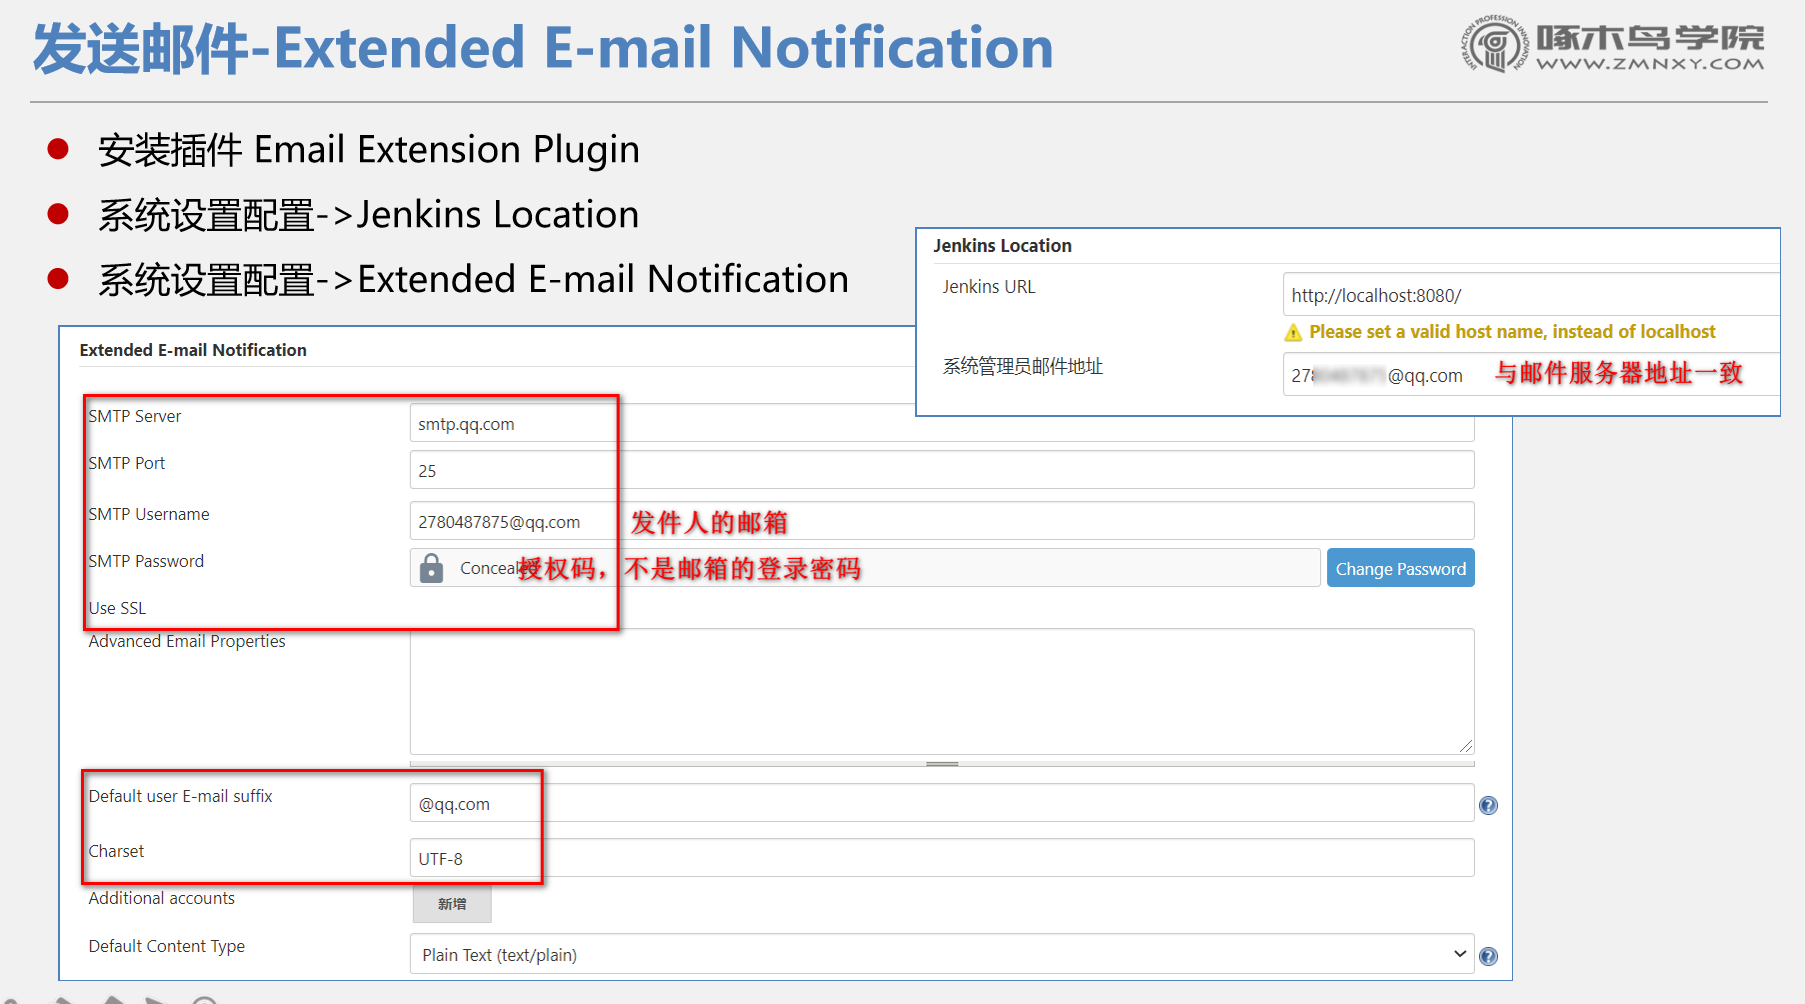 发送邮件-Extended E-mail Notification
INTERACTION PROFESSION INNOVATION
啄木鸟学院
WWW.ZMNXY.COM
安装插件 Email Extension Plugin
系统设置配置->Jenkins Location
系统设置配置->Extended E-mail Notification
Jenkins Location
Jenkins URL
http://localhost:8080/
Please set a valid host name, instead of localhost
系统管理员邮件地址
@qq.com 与邮件服务器地址一致
Extended E-mail Notification
SMTP Server
smtp.qq.com
SMTP Port
25
SMTP Username
2780487875@qq.com 发件人的邮箱
SMTP Password
Concealed 授权码，不是邮箱的登录密码
Change Password
Use SSL
Advanced Email Properties
Default user E-mail suffix
@qq.com
Charset
UTF-8
Additional accounts
新增
Default Content Type
Plain Text (text/plain)